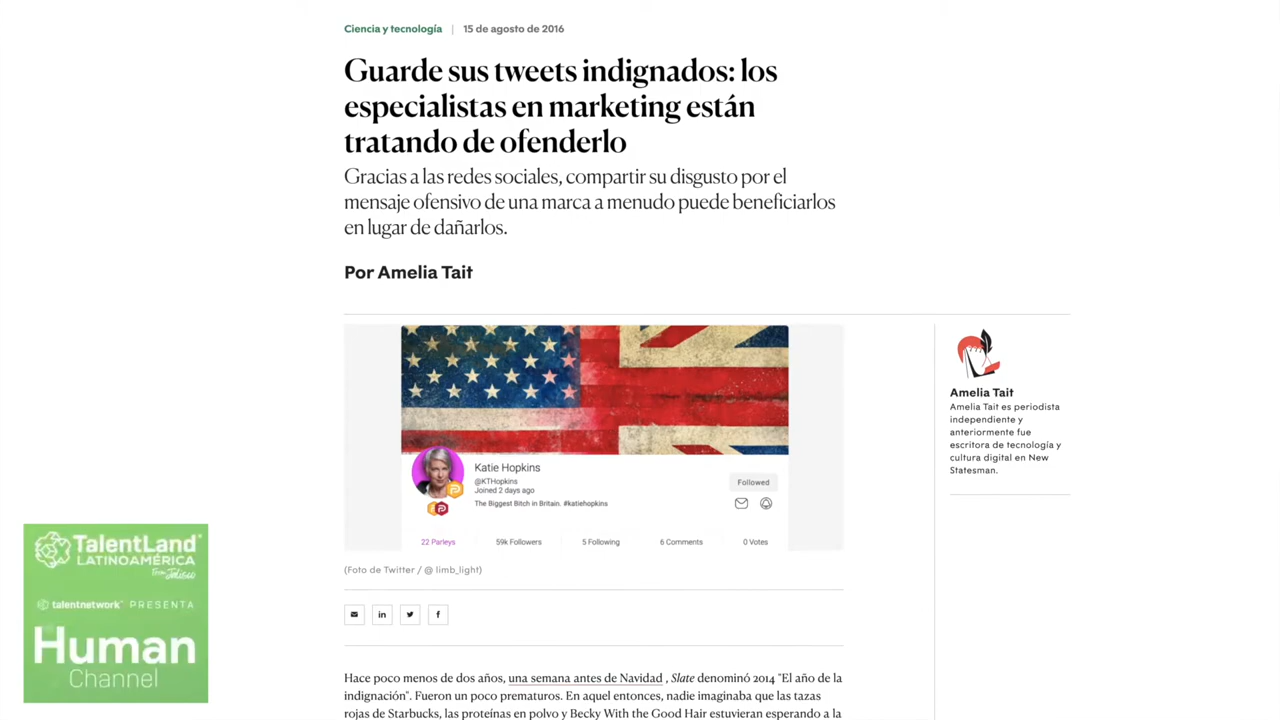 Ciencia y tecnología | 15 de agosto de 2016
Guarde sus tweets indignados: los
especialistas en marketing están
tratando de ofenderlo
Gracias a las redes sociales, compartir su disgusto por el
mensaje ofensivo de una marca a menudo puede beneficiarlos
en lugar de dañarlos.
Por Amelia Tait
Katie Hopkins
@KTHopkins
Joined 2 days ago
The Biggest Bitch in Britain. #katiehopkins
Followed
22 Parleys 59k Followers 5 Following 6 Comments 0 Votes
(Foto de Twitter / @ limb_light)
Amelia Tait
Amelia Tait es periodista
independiente y
anteriormente fue
escritora de tecnología y
cultura digital en New
Statesman.
Hace poco menos de dos años, una semana antes de Navidad , Slate denominó 2014 "El año de la
indignación". Fueron un poco prematuros. En aquel entonces, nadie imaginaba que las tazas
rojas de Starbucks, las proteínas en polvo y Becky With the Good Hair estuvieran esperando a la
TalentLand
LATINOAMÉRICA
From Jalisco
talentnetwork PRESENTA
Human
Channel